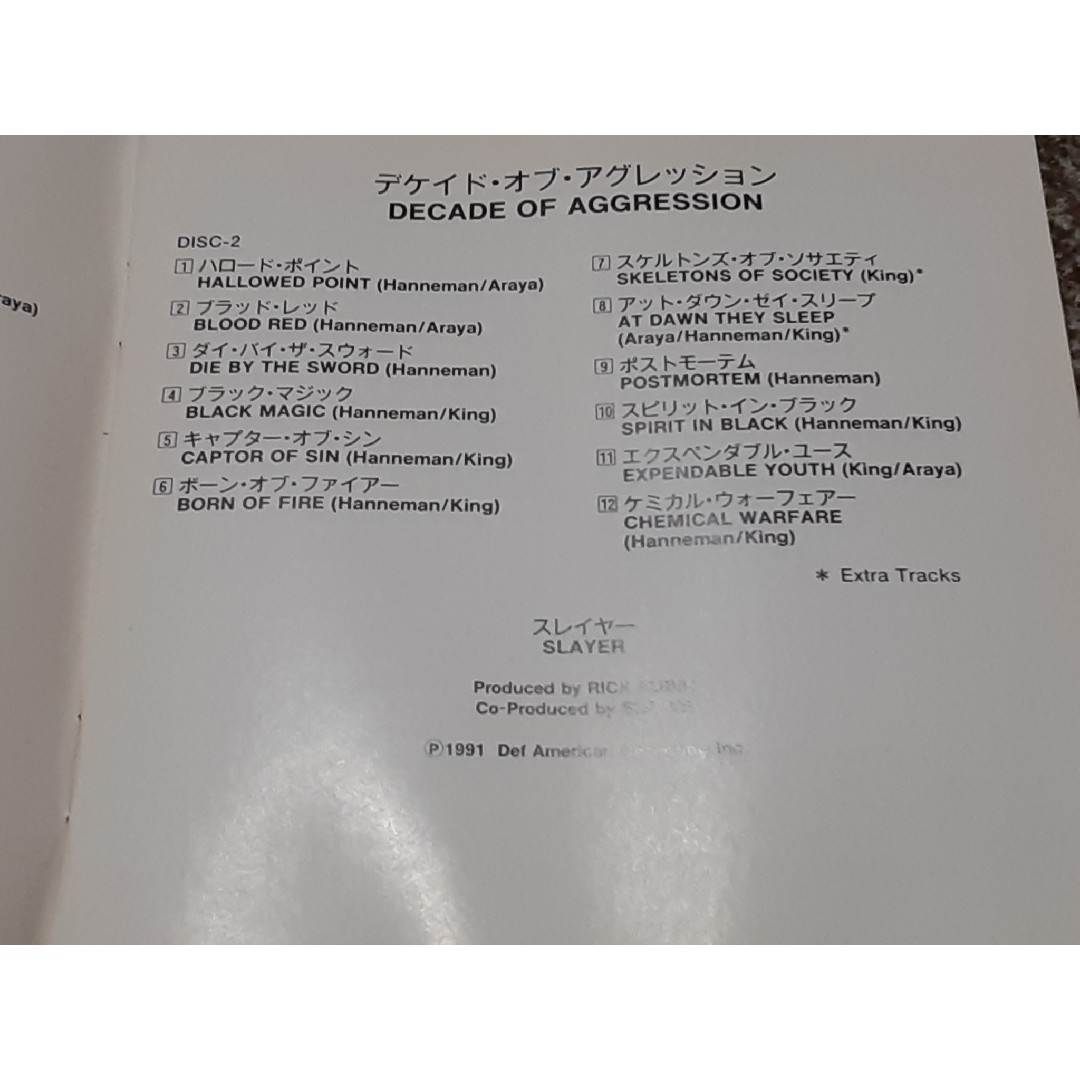 raya)
デケイド・オブ・アグレッション
DECADE OF AGGRESSION
DISC-2
1 ハロード・ポイント
HALLOWED POINT (Hanneman/Araya)
2 ブラッド・レッド
BLOOD RED (Hanneman/Araya)
3 ダイ・バイ・ザ・スウォード
DIE BY THE SWORD (Hanneman)
4 ブラック・マジック
BLACK MAGIC (Hanneman/King)
5 キャプター・オブ・シン
CAPTOR OF SIN (Hanneman/King)
6 ボーン・オブ・ファイアー
BORN OF FIRE (Hanneman/King)
7 スケルトンズ・オブ・ソサエティ
SKELETONS OF SOCIETY (King)*
8 アット・ダウン・ゼイ・スリープ
AT DAWN THEY SLEEP
(Araya/Hanneman/King)*
9 ポストモーテム
POSTMORTEM (Hanneman)
10 スピリット・イン・ブラック
SPIRIT IN BLACK (Hanneman/King)
11 エクスペンダブル・ユース
EXPENDABLE YOUTH (King/Araya)
12 ケミカル・ウォーフェアー
CHEMICAL WARFARE
(Hanneman/King)
* Extra Tracks
スレイヤー
SLAYER
Produced by RICK
Co-Produced by
Ⓟ1991 Def American Inc.